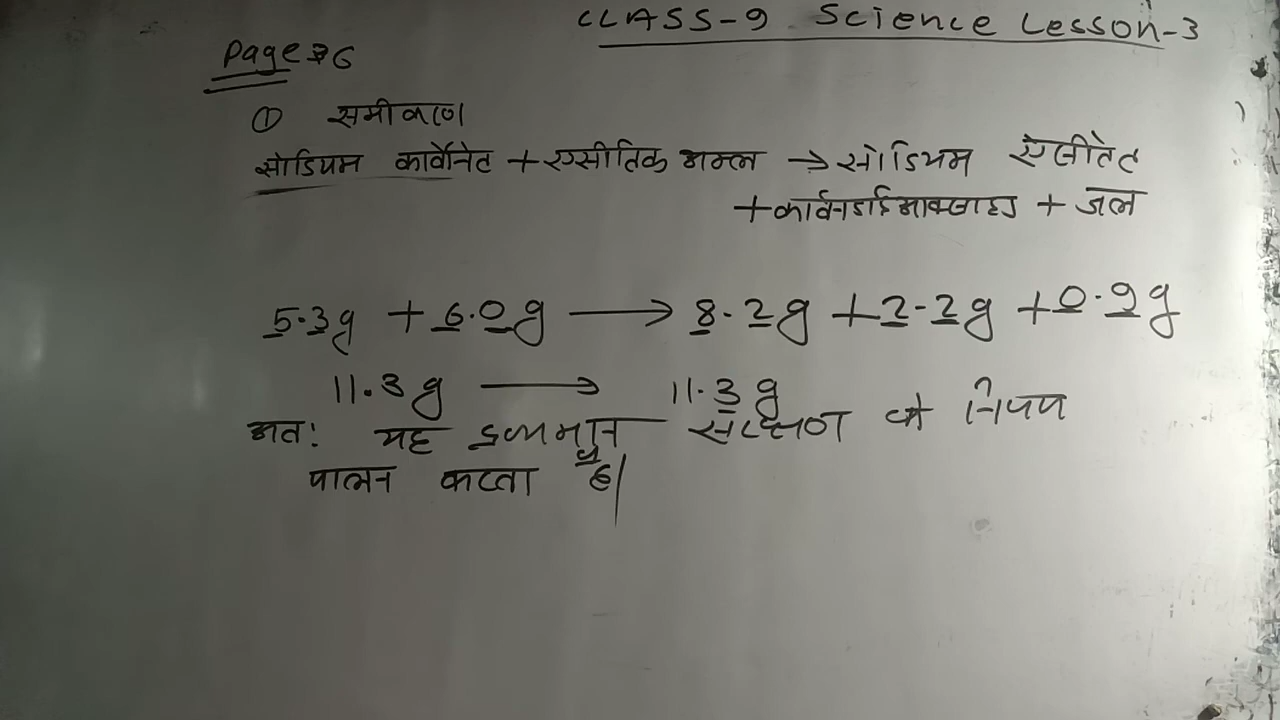 CLASS-9 Science Lesson-3
Page 36
① समीकरण
सोडियम कार्बोनेट + एसीटिक अम्ल → सोडियम ऐसीटेट
+ कार्बनडाईआक्साइड + जल
5.3g + 6.0g → 8.2g + 2.2g + 0.9g
11.3g → 11.3g
अतः यह द्रव्यमान संरक्षण के नियम
पालन करता है।